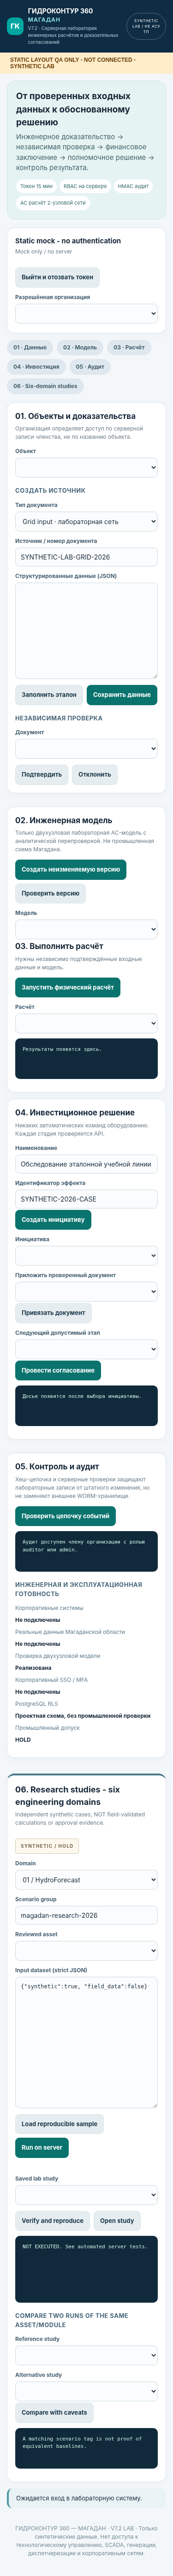 ГК
ГИДРОКОНТУР 360
МАГАДАН
V7.2 · Серверная лаборатория
инженерных расчётов и доказательных
согласований
SYNTHETIC
LAB / НЕ АСУ
ТП
STATIC LAYOUT QA ONLY · NOT CONNECTED ·
SYNTHETIC LAB
От проверенных входных
данных к обоснованному
решению
Инженерное доказательство →
независимая проверка → финансовое
заключение → полномочное решение →
контроль результата.
Токен 15 мин
RBAC на сервере
HMAC аудит
AC расчёт 2-узловой сети
Static mock - no authentication
Mock only / no server
Выйти и отозвать токен
Разрешённая организация
01 · Данные
02 · Модель
03 · Расчёт
04 · Инвестиция
05 · Аудит
06 · Six-domain studies
01. Объекты и доказательства
Организация определяет доступ по серверной
записи членства, не по названию объекта.
Объект
СОЗДАТЬ ИСТОЧНИК
Тип документа
Grid input · лабораторная сеть
Источник / номер документа
SYNTHETIC-LAB-GRID-2026
Структурированные данные (JSON)
Заполнить эталон
Сохранить данные
НЕЗАВИСИМАЯ ПРОВЕРКА
Документ
Подтвердить
Отклонить
02. Инженерная модель
Только двухузловая лабораторная AC-модель с
аналитической перепроверкой. Не промышленная
схема Магадана.
Создать неизменяемую версию
Проверить версию
Модель
03. Выполнить расчёт
Нужны независимо подтверждённые входные
данные и модель.
Запустить физический расчёт
Расчёт
Результаты появятся здесь.
04. Инвестиционное решение
Никаких автоматических команд оборудованию.
Каждая стадия проверяется API.
Наименование
Обследование эталонной учебной линии
Идентификатор эффекта
SYNTHETIC-2026-CASE
Создать инициативу
Инициатива
Приложить проверенный документ
Привязать документ
Следующий допустимый этап
Провести согласование
Досье появится после выбора инициативы.
05. Контроль и аудит
Хеш-цепочка и серверные проверки защищают
лабораторные записи от штатного изменения, но
не заменяют внешнее WORM-хранилище.
Проверить цепочку событий
Аудит доступен члену организации с ролью
auditor или admin.
ИНЖЕНЕРНАЯ И ЭКСПЛУАТАЦИОННАЯ
ГОТОВНОСТЬ
Корпоративные системы
Не подключены
Реальные данные Магаданской области
Не подключены
Проверка двухузловой модели
Реализована
Корпоративный SSO / MFA
Не подключены
PostgreSQL RLS
Проектная схема, без промышленной проверки
Промышленный допуск
HOLD
06. Research studies - six
engineering domains
Independent synthetic cases; NOT field-validated
calculations or approval evidence.
SYNTHETIC / HOLD
Domain
01 / HydroForecast
Scenario group
magadan-research-2026
Reviewed asset
Input dataset (strict JSON)
{"synthetic":true, "field_data":false}
Load reproducible sample
Run on server
Saved lab study
Verify and reproduce
Open study
NOT EXECUTED. See automated server tests.
COMPARE TWO RUNS OF THE SAME
ASSET/MODULE
Reference study
Alternative study
Compare with caveats
A matching scenario tag is not proof of
equivalent baselines.
Ожидается вход в лабораторную систему.
ГИДРОКОНТУР 360 — МАГАДАН · V7.2 LAB · Только
синтетические данные. Нет доступа к
технологическому управлению, SCADA, генерации,
диспетчеризации и корпоративным сетям.